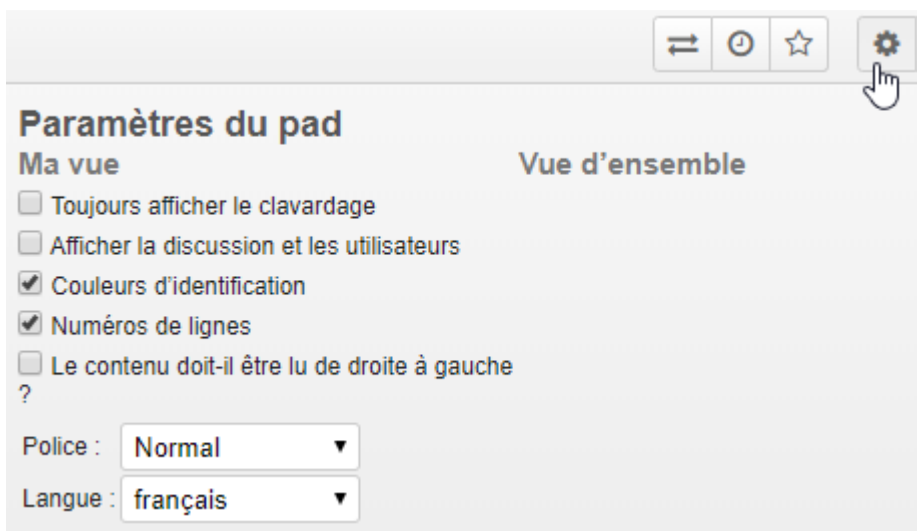 Paramètres du pad
Ma vue
Vue d’ensemble
Toujours afficher le clavardage
Afficher la discussion et les utilisateurs
Couleurs d’identification
Numéros de lignes
Le contenu doit-il être lu de droite à gauche
?
Police : Normal
Langue : français